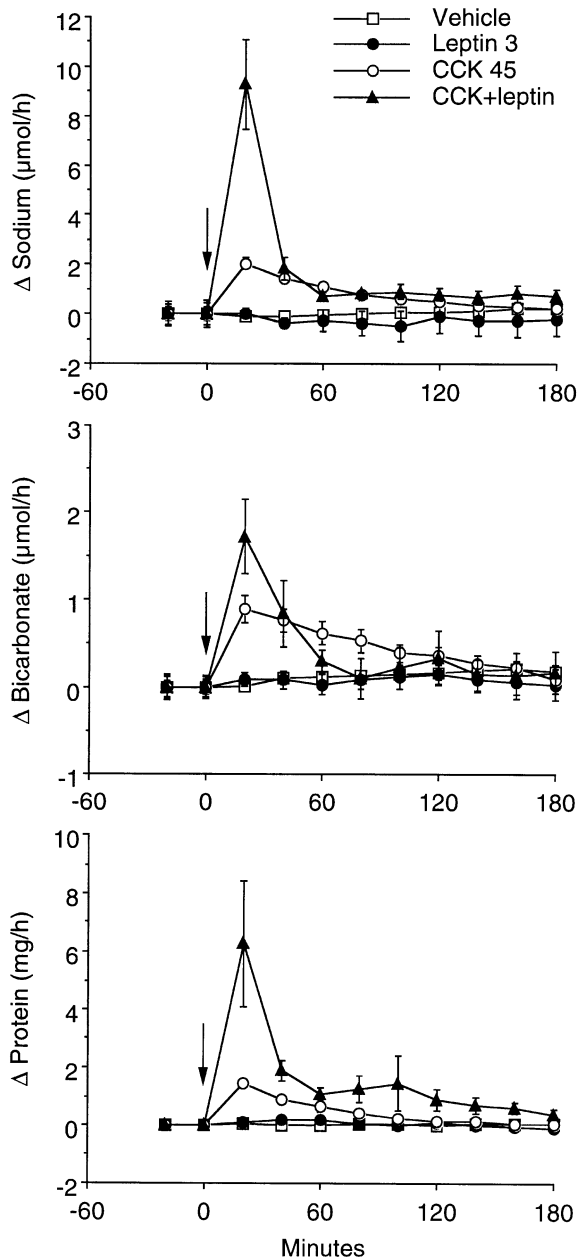 Vehicle
Leptin 3
CCK 45
CCK+leptin
Δ Sodium (μmol/h)
12
10
8
6
4
2
0
-2
-60 0 60 120 180
Δ Bicarbonate (μmol/h)
3
2
1
0
-1
-60 0 60 120 180
Δ Protein (mg/h)
10
8
6
4
2
0
-2
-60 0 60 120 180
Minutes